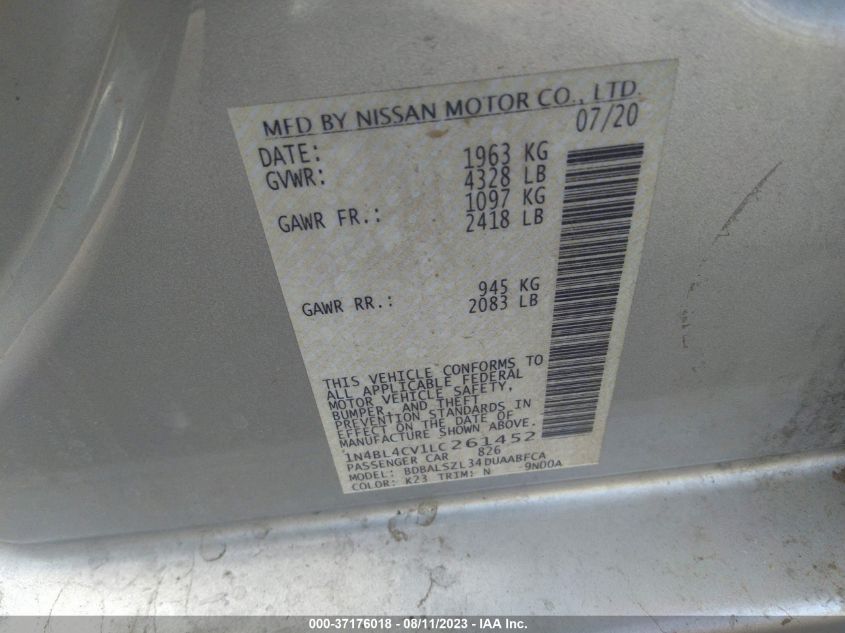 MFD BY NISSAN MOTOR CO., LTD.
DATE: 07/20
GVWR: 1963 KG
4328 LB
GAWR FR.: 1097 KG
2418 LB
GAWR RR.: 945 KG
2083 LB
THIS VEHICLE CONFORMS TO
ALL APPLICABLE FEDERAL
MOTOR VEHICLE SAFETY,
BUMPER, AND THEFT
PREVENTION STANDARDS IN
EFFECT ON THE DATE OF
MANUFACTURE SHOWN ABOVE.
1N4BL4CV1LC261452
PASSENGER CAR 826
MODEL: BDBALSZL34DUAABFCA
COLOR: K23 TRIM: N -9N00A
000-37176018 - 08/11/2023 - IAA Inc.